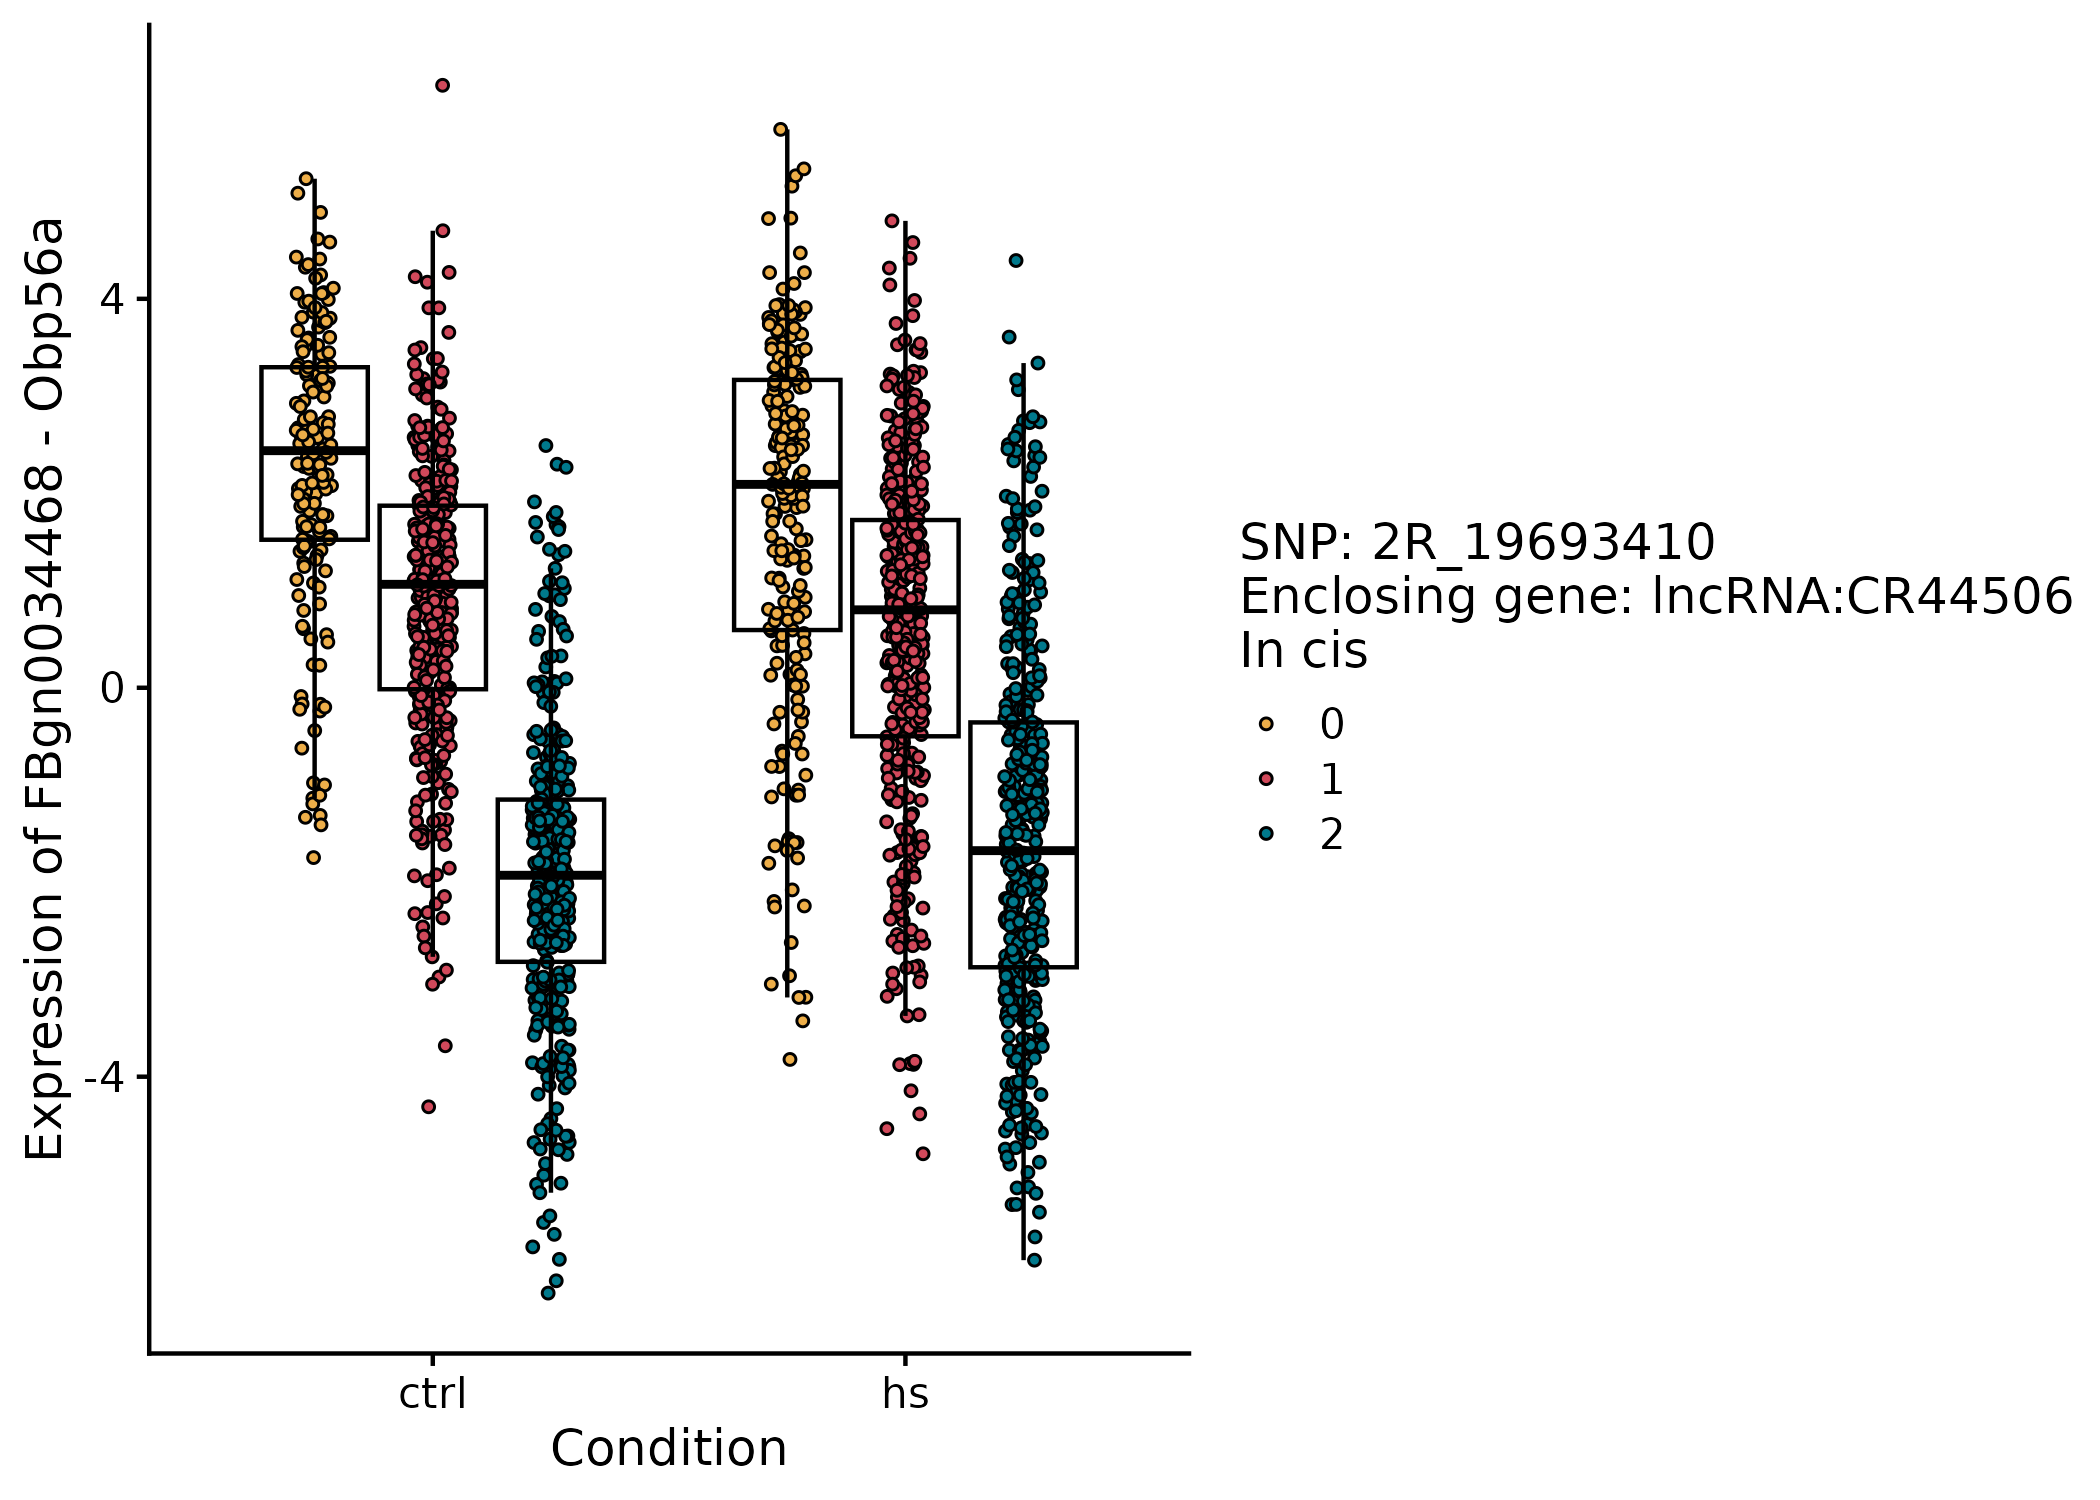 Expression of FBgn0034468 - Obp56a
4
0
-4
ctrl
hs
Condition
SNP: 2R_19693410
Enclosing gene: lncRNA:CR44506
In cis
0
1
2